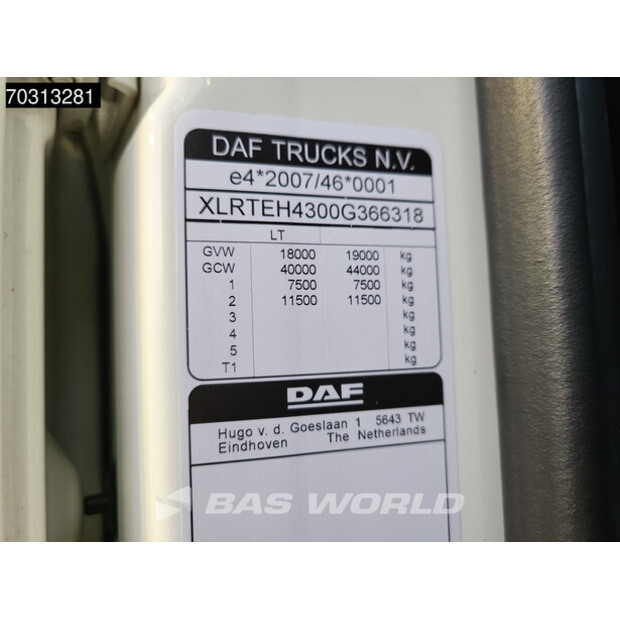 70313281
DAF TRUCKS N.V.
e4*2007/46*0001
XLRTEH4300G366318
LT
GVW 18000 19000 kg
GCW 40000 44000 kg
1 7500 7500 kg
2 11500 11500 kg
3 kg
4 kg
5 kg
T1 kg
DAF
Hugo v. d. Goeslaan 1 5643 TW
Eindhoven The Netherlands
BAS WORLD